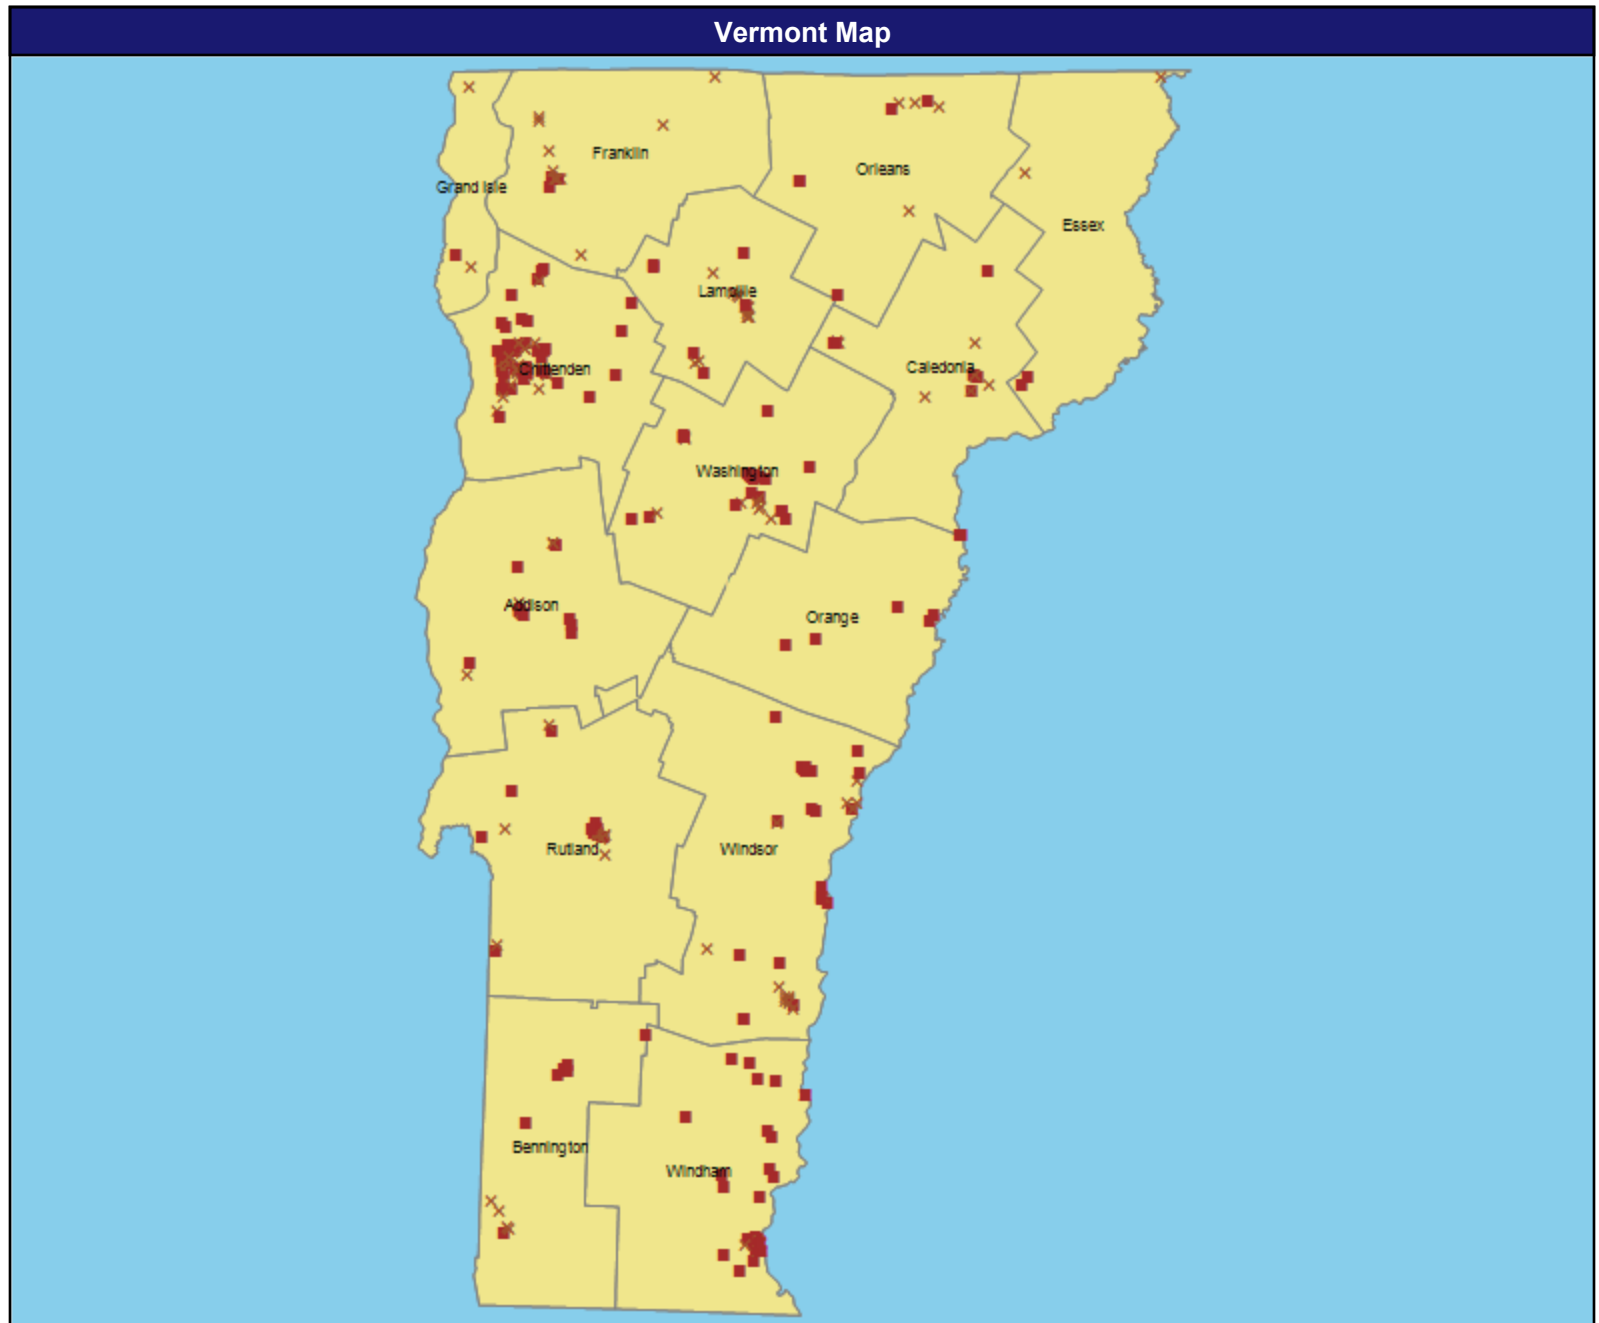 Vermont Map
Franklin
Orleans
Grand Isle
Essex
Lamoille
Chittenden
Caledonia
Washington
Addison
Orange
Rutland
Windsor
Bennington
Windham